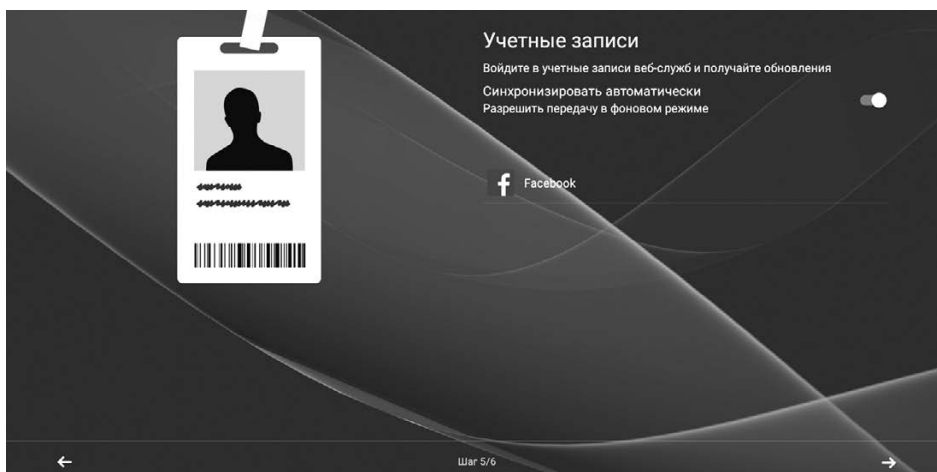 Учетные записи
Войдите в учетные записи веб-служб и получайте обновления
Синхронизировать автоматически
Разрешить передачу в фоновом режиме
f Facebook
Шаг 5/6